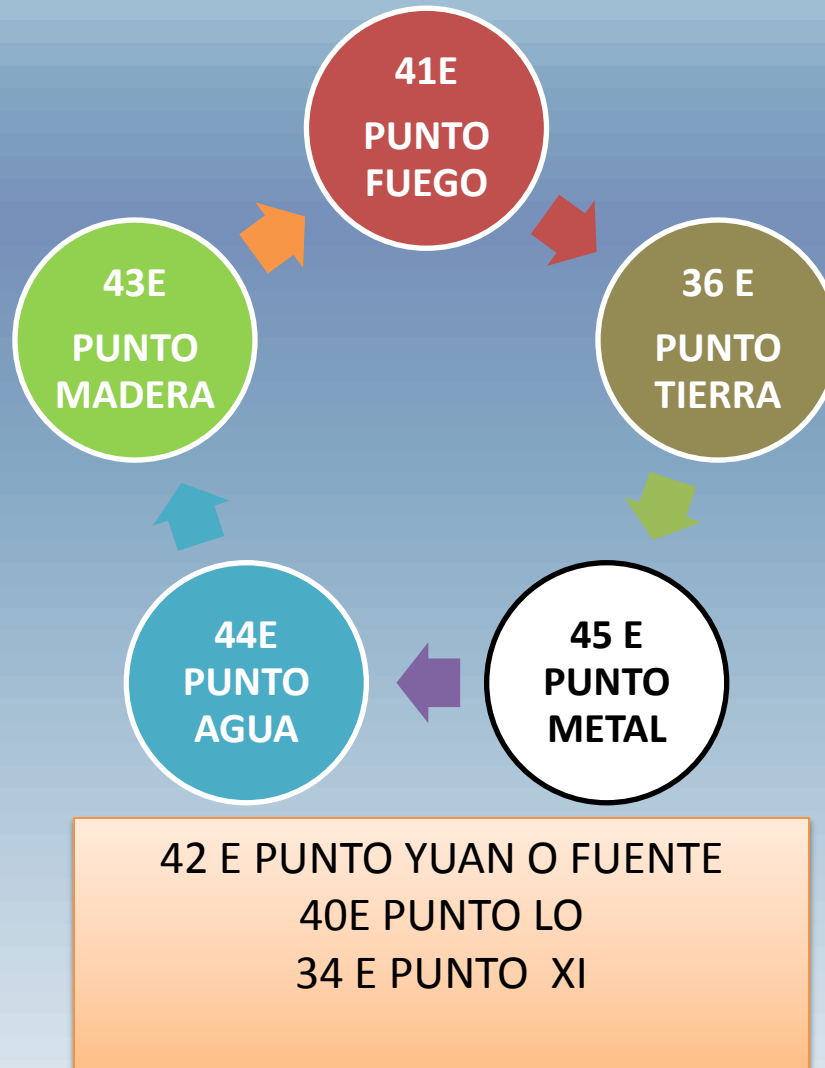 41E
PUNTO
FUEGO
36 E
PUNTO
TIERRA
45 E
PUNTO
METAL
44E
PUNTO
AGUA
43E
PUNTO
MADERA
42 E PUNTO YUAN O FUENTE
40E PUNTO LO
34 E PUNTO XI